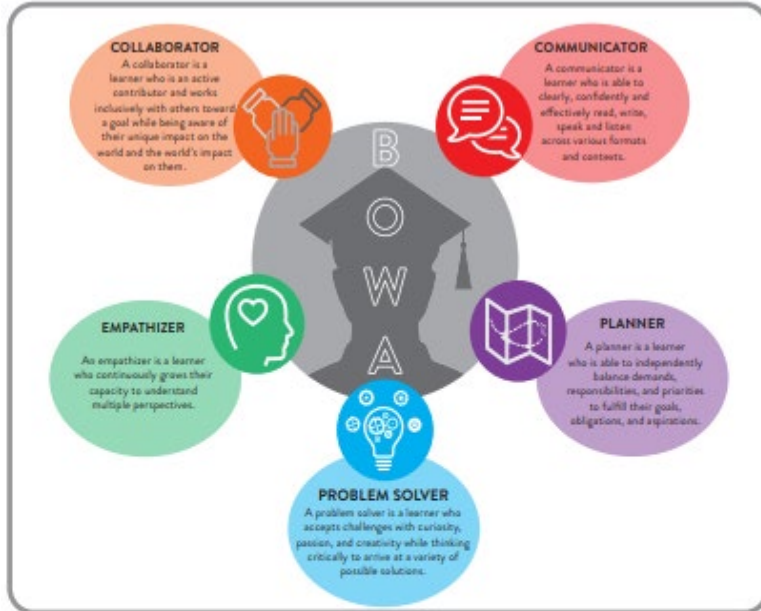 COLLABORATOR
A collaborator is a
learner who is an active
contributor and works
inclusively with others toward
a goal while being aware of
their unique impact on the
world and the world's impact
on them.
COMMUNICATOR
A communicator is a
learner who is able to
clearly, confidently and
effectively read, write,
speak and listen
across various formats
and contexts.
B
O
W
A
EMPATHIZER
An empathizer is a learner
who continuously grows their
capacity to understand
multiple perspectives.
PLANNER
A planner is a learner
who is able to independently
balance demands,
responsibilities, and priorities
to fulfill their goals,
obligations, and aspirations.
PROBLEM SOLVER
A problem solver is a learner who
accepts challenges with curiosity,
passion, and creativity while thinking
critically to arrive at a variety of
possible solutions.